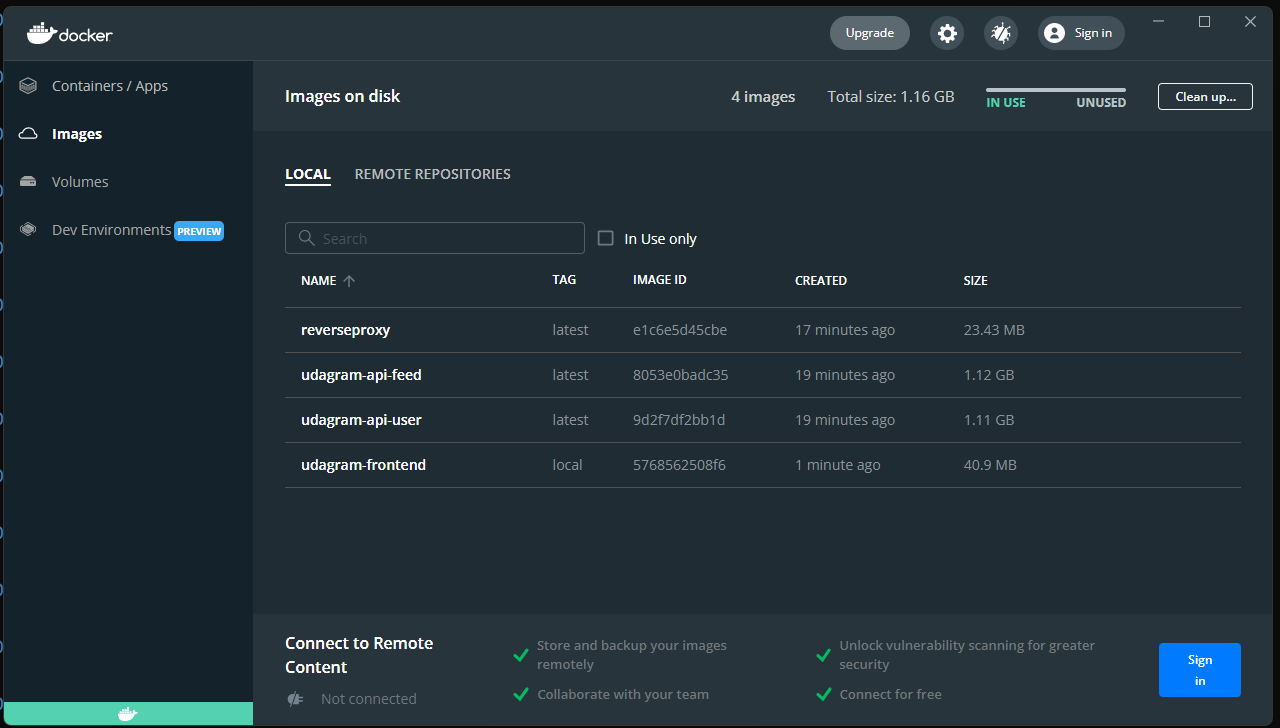 docker
Upgrade
Sign in
Containers / Apps
Images
Volumes
Dev Environments PREVIEW
Images on disk
4 images
Total size: 1.16 GB
IN USE
UNUSED
Clean up...
LOCAL
REMOTE REPOSITORIES
Search
In Use only
NAME TAG IMAGE ID CREATED SIZE
reverseproxy latest e1c6e5d45cbe 17 minutes ago 23.43 MB
udagram-api-feed latest 8053e0badc35 19 minutes ago 1.12 GB
udagram-api-user latest 9d2f7df2bb1d 19 minutes ago 1.11 GB
udagram-frontend local 5768562508f6 1 minute ago 40.9 MB
Connect to Remote
Content
Not connected
Store and backup your images
remotely
Collaborate with your team
Unlock vulnerability scanning for greater
security
Connect for free
Sign
in